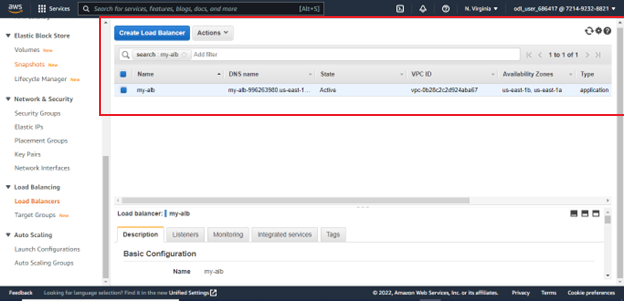 aws Services Search for services, features, blogs, docs, and more [Alt+S] N. Virginia odl_user_686417 @ 7214-9232-8821
Elastic Block Store
Volumes New
Snapshots New
Lifecycle Manager New
Network & Security
Security Groups
Elastic IPs
Placement Groups
Key Pairs
Network Interfaces
Load Balancing
Load Balancers
Target Groups New
Auto Scaling
Launch Configurations
Auto Scaling Groups
Create Load Balancer Actions
search : my-alb Add filter 1 to 1 of 1
Name DNS name State VPC ID Availability Zones Type
my-alb my-alb-996263980.us-east-1... Active vpc-0b28c2c2d924aba67 us-east-1b, us-east-1a application
Load balancer: my-alb
Description Listeners Monitoring Integrated services Tags
Basic Configuration
Name my-alb
Feedback Looking for language selection? Find it in the new Unified Settings © 2022, Amazon Web Services, Inc. or its affiliates. Privacy Terms Cookie preferences